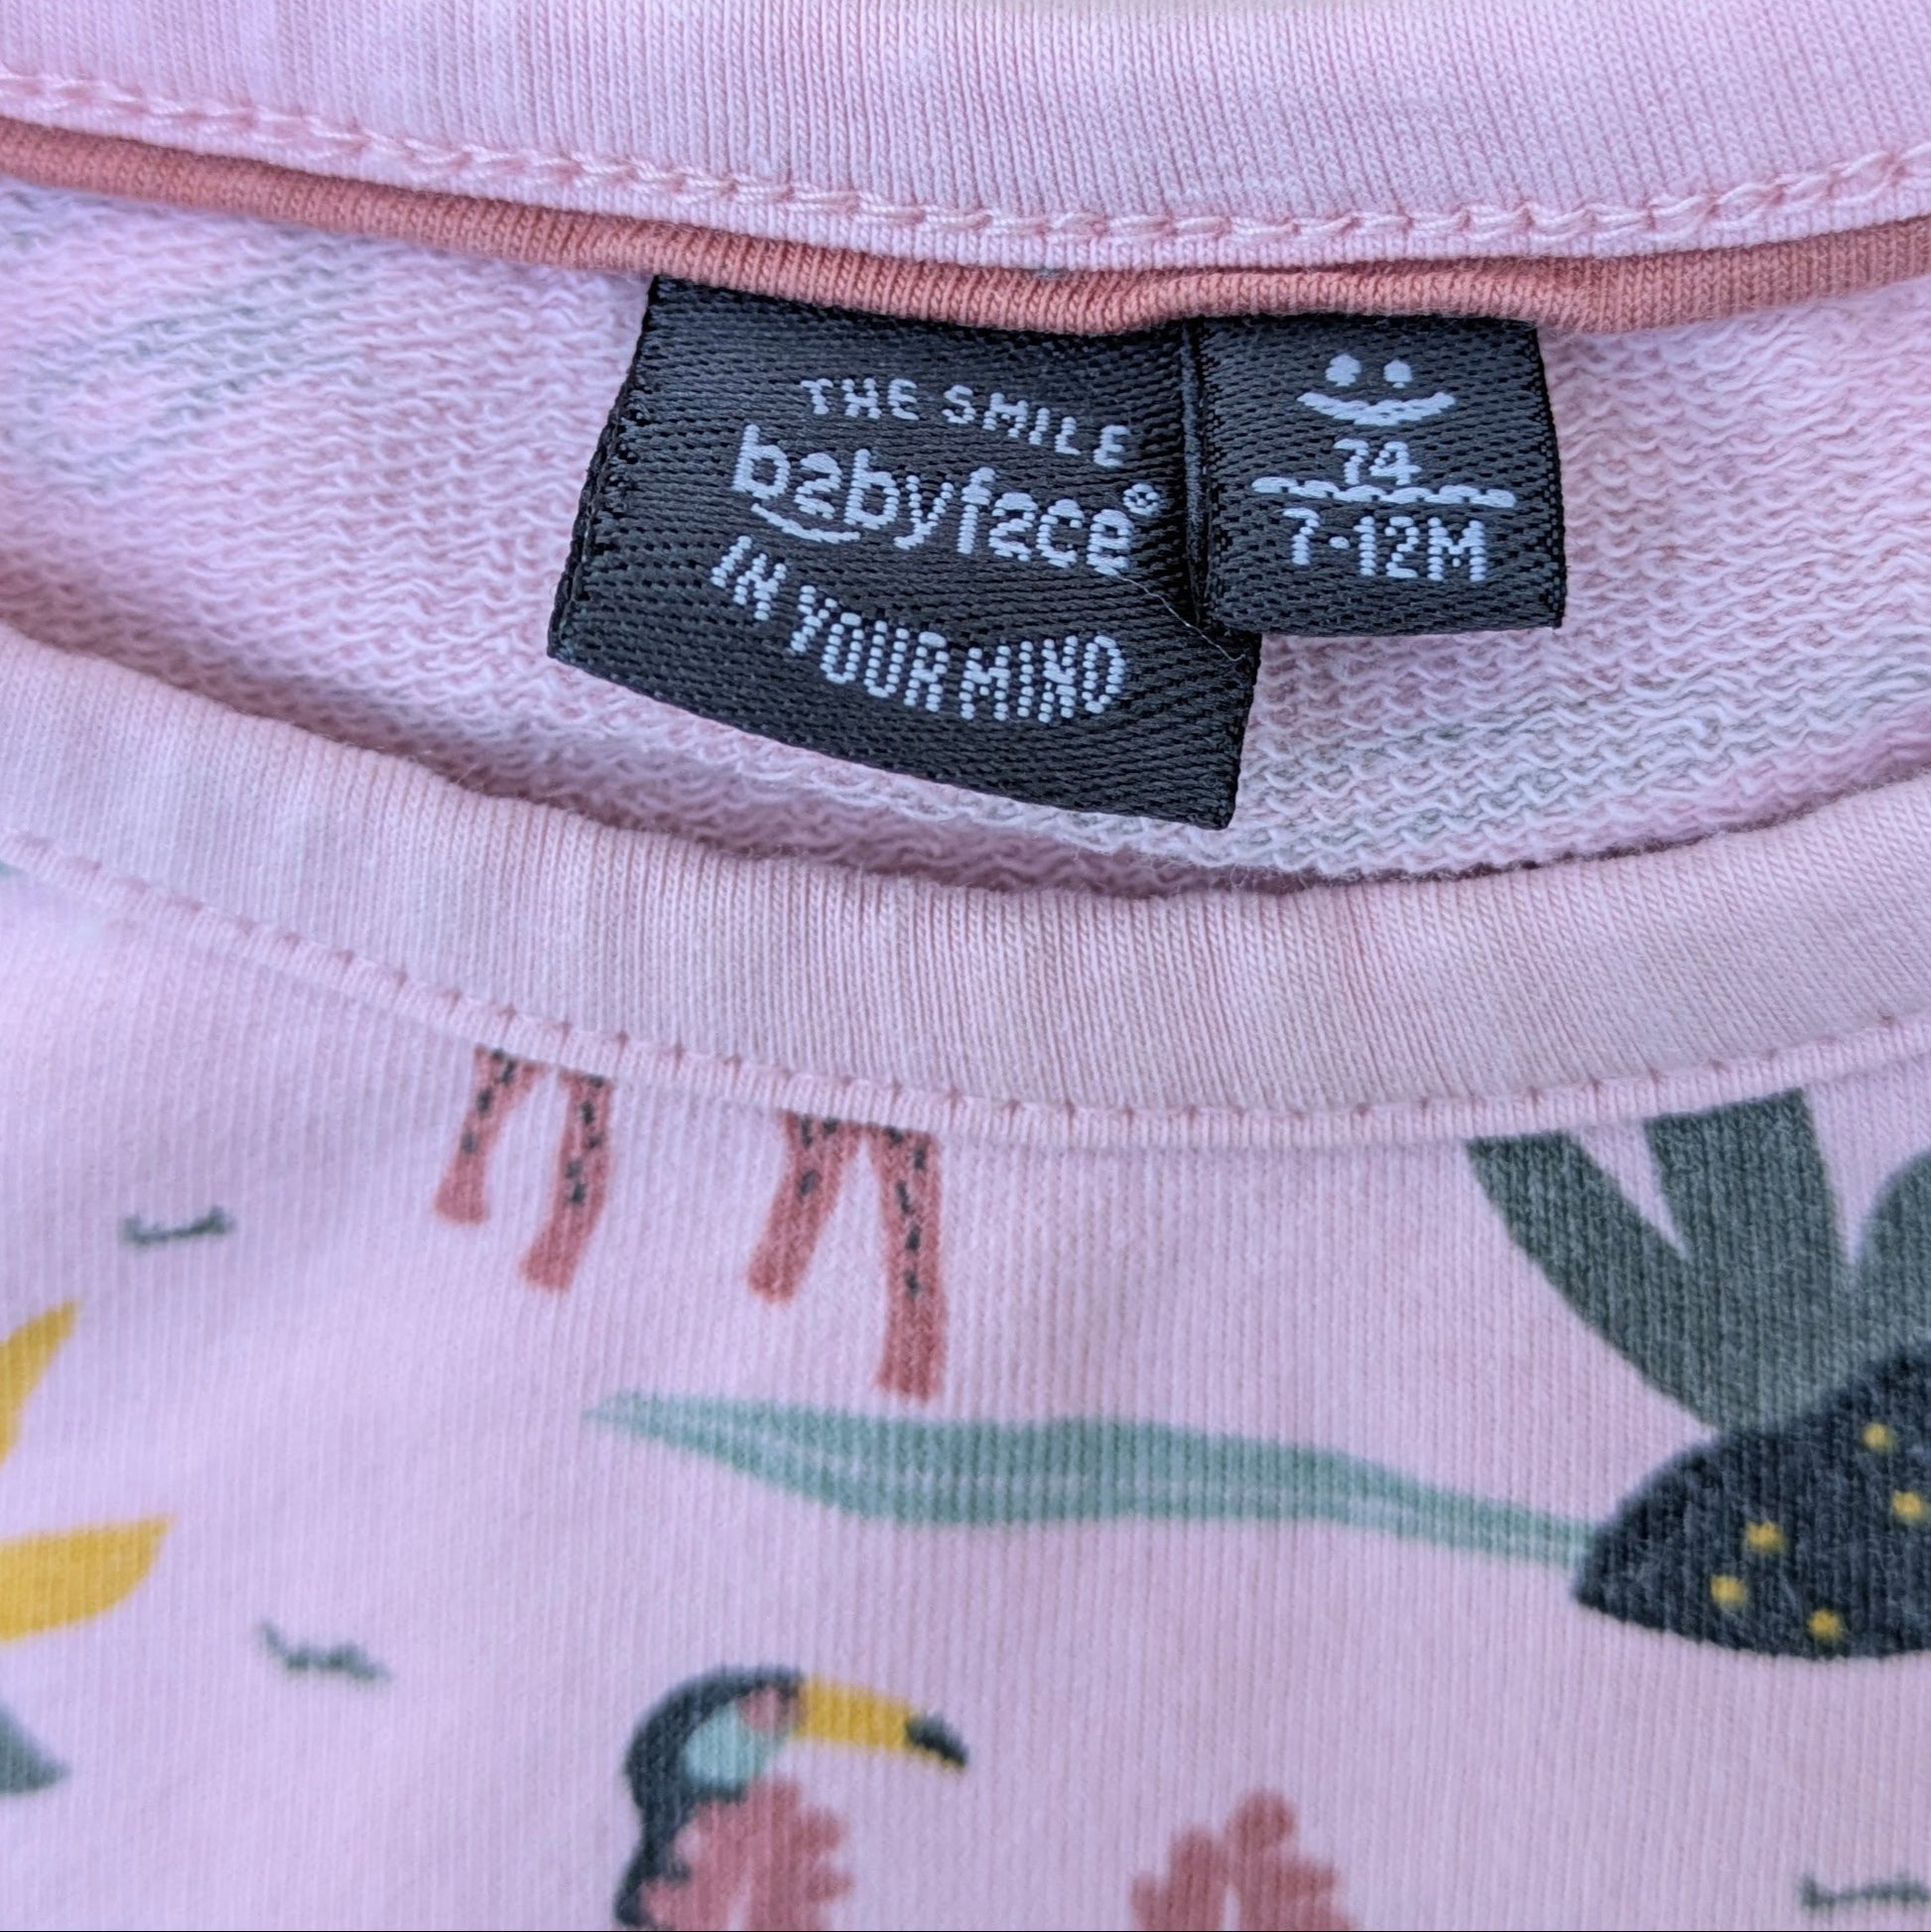 THE SMILE
babyface®
IN YOUR MIND
74
7-12M